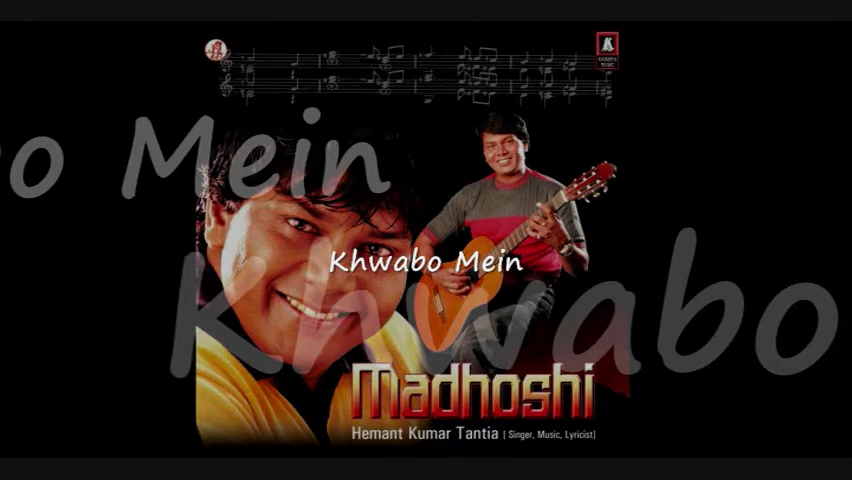 Mein
Khwabo Mein
Khwabo
Madhoshi
Hemant Kumar Tantia ( Singer, Music, Lyricist)